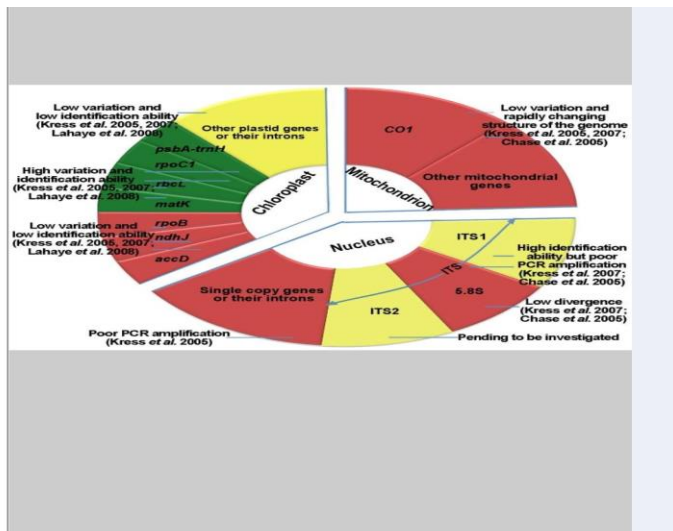 Low variation and
low identification ability
(Kress et al. 2005, 2007;
Lahaye 2008)
Other plastid genes
or their introns
psbA-trnH
rpoC1
High variation and
identification ability
(Kress et al. 2005, 2007;
Lahaye 2008)
rbcL
matK
Low variation and
low identification ability
(Kress et al. 2005, 2007;
Lahaye 2008)
rpoB
ndhJ
accD
Chloroplast
CO1
Low variation and
rapidly changing
structure of the genome
(Kress et al. 2005, 2007;
Chase et al. 2005)
Other mitochondrial
genes
Mitochondrion
Nucleus
ITS1
High identification
ability but poor
PCR amplification
(Kress et al. 2007;
Chase et al. 2005)
ITS
5.8S
Low divergence
(Kress et al. 2007;
Chase et al. 2005)
Single copy genes
or their introns
ITS2
Poor PCR amplification
(Kress et al. 2005)
Pending to be investigated